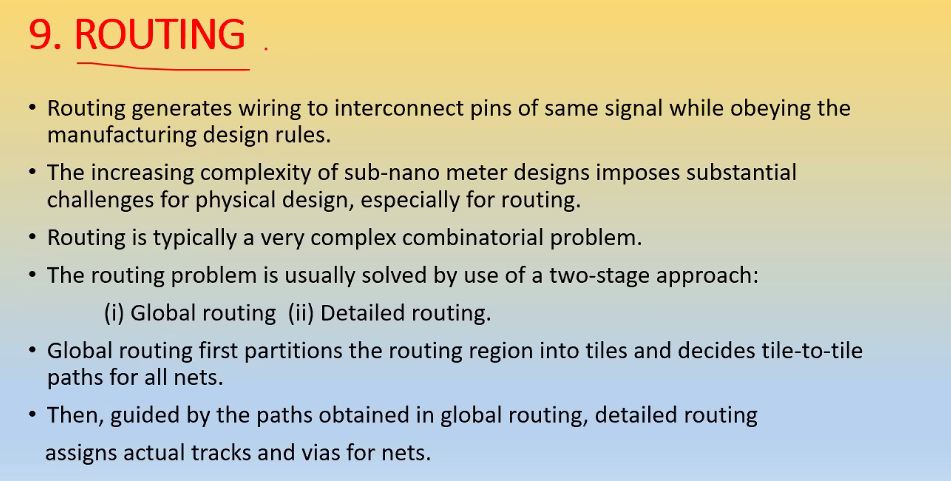 9. ROUTING
• Routing generates wiring to interconnect pins of same signal while obeying the
manufacturing design rules.
• The increasing complexity of sub-nano meter designs imposes substantial
challenges for physical design, especially for routing.
• Routing is typically a very complex combinatorial problem.
• The routing problem is usually solved by use of a two-stage approach:
(i) Global routing (ii) Detailed routing.
• Global routing first partitions the routing region into tiles and decides tile-to-tile
paths for all nets.
• Then, guided by the paths obtained in global routing, detailed routing
assigns actual tracks and vias for nets.